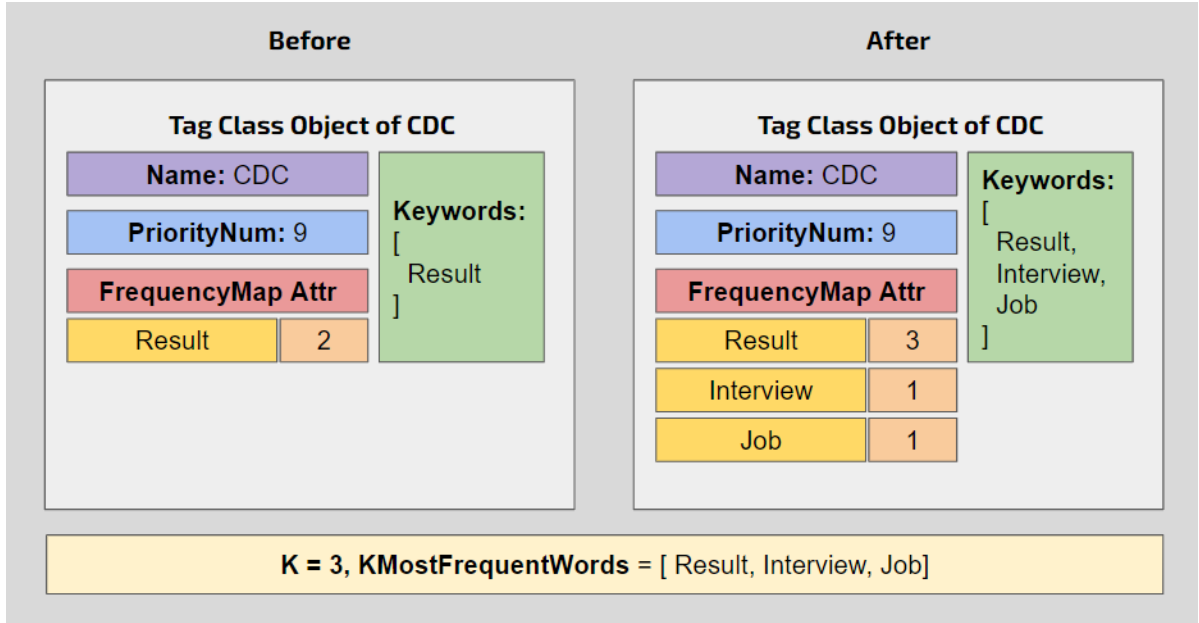 Before
Tag Class Object of CDC
Name: CDC
PriorityNum: 9
FrequencyMap Attr
Result 2
Keywords:
[
Result
]
After
Tag Class Object of CDC
Name: CDC
PriorityNum: 9
FrequencyMap Attr
Result 3
Interview 1
Job 1
Keywords:
[
Result,
Interview,
Job
]
K = 3, KMostFrequentWords = [ Result, Interview, Job]